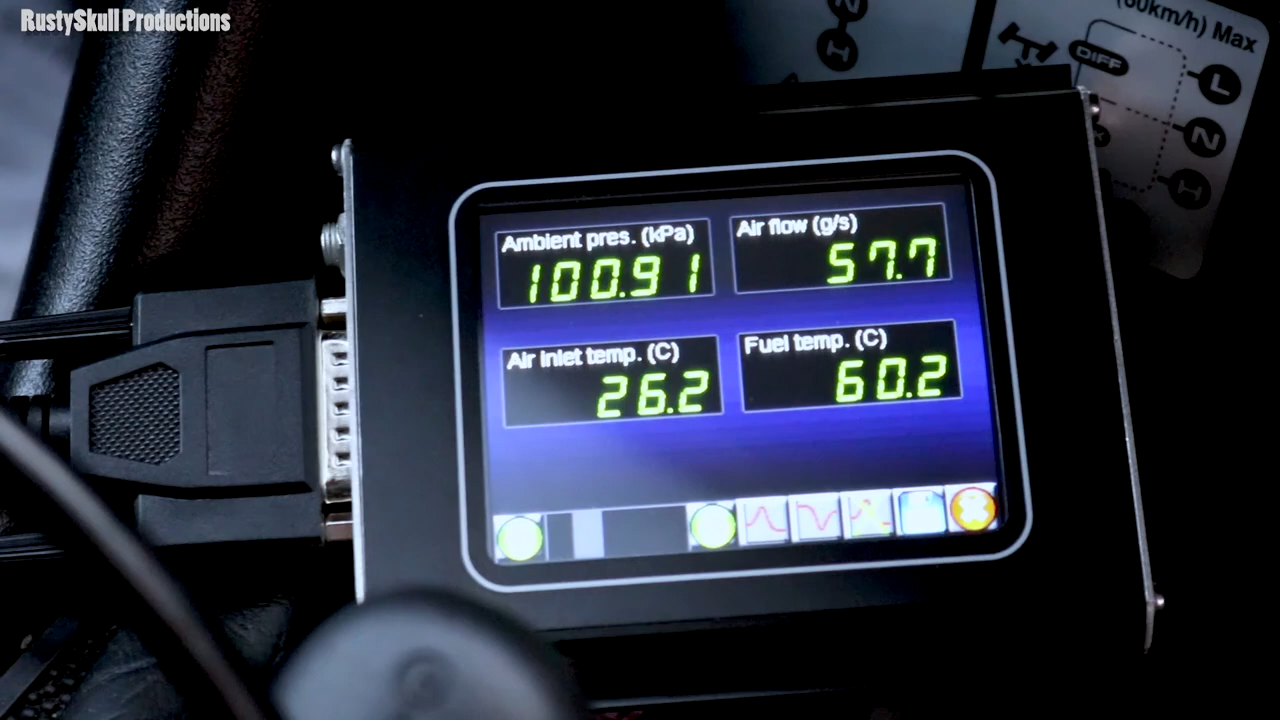 RustySkull Productions
(60km/h) Max
DIFF
L
N
H
N
H
Ambient pres. (kPa)
100.91
Air flow (g/s)
57.7
Air inlet temp. (C)
26.2
Fuel temp. (C)
60.2